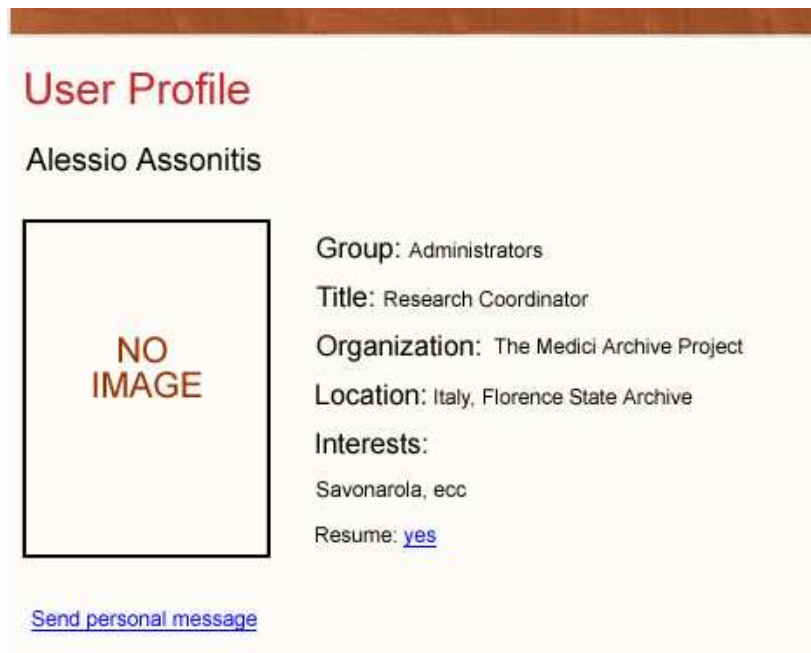 User Profile
Alessio Assonitis
Group: Administrators
Title: Research Coordinator
NO
IMAGE
Organization: The Medici Archive Project
Location: Italy, Florence State Archive
Interests:
Savonarola, ecc
Resume: yes
Send personal message